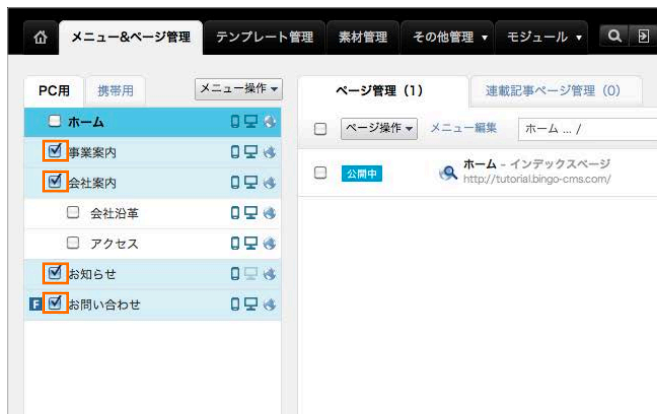 メニュー&ページ管理 テンプレート管理 素材管理 その他管理 ▼ モジュール ▼
PC用 携帯用 メニュー操作 ▼
ページ管理（1） 連載記事ページ管理（0）
ホーム
ページ操作 ▼ メニュー編集 ホーム ... /
事業案内
会社案内
公開中 ホーム - インデックスページ
http://tutorial.bingo-cms.com/
会社沿革
アクセス
お知らせ
F お問い合わせ